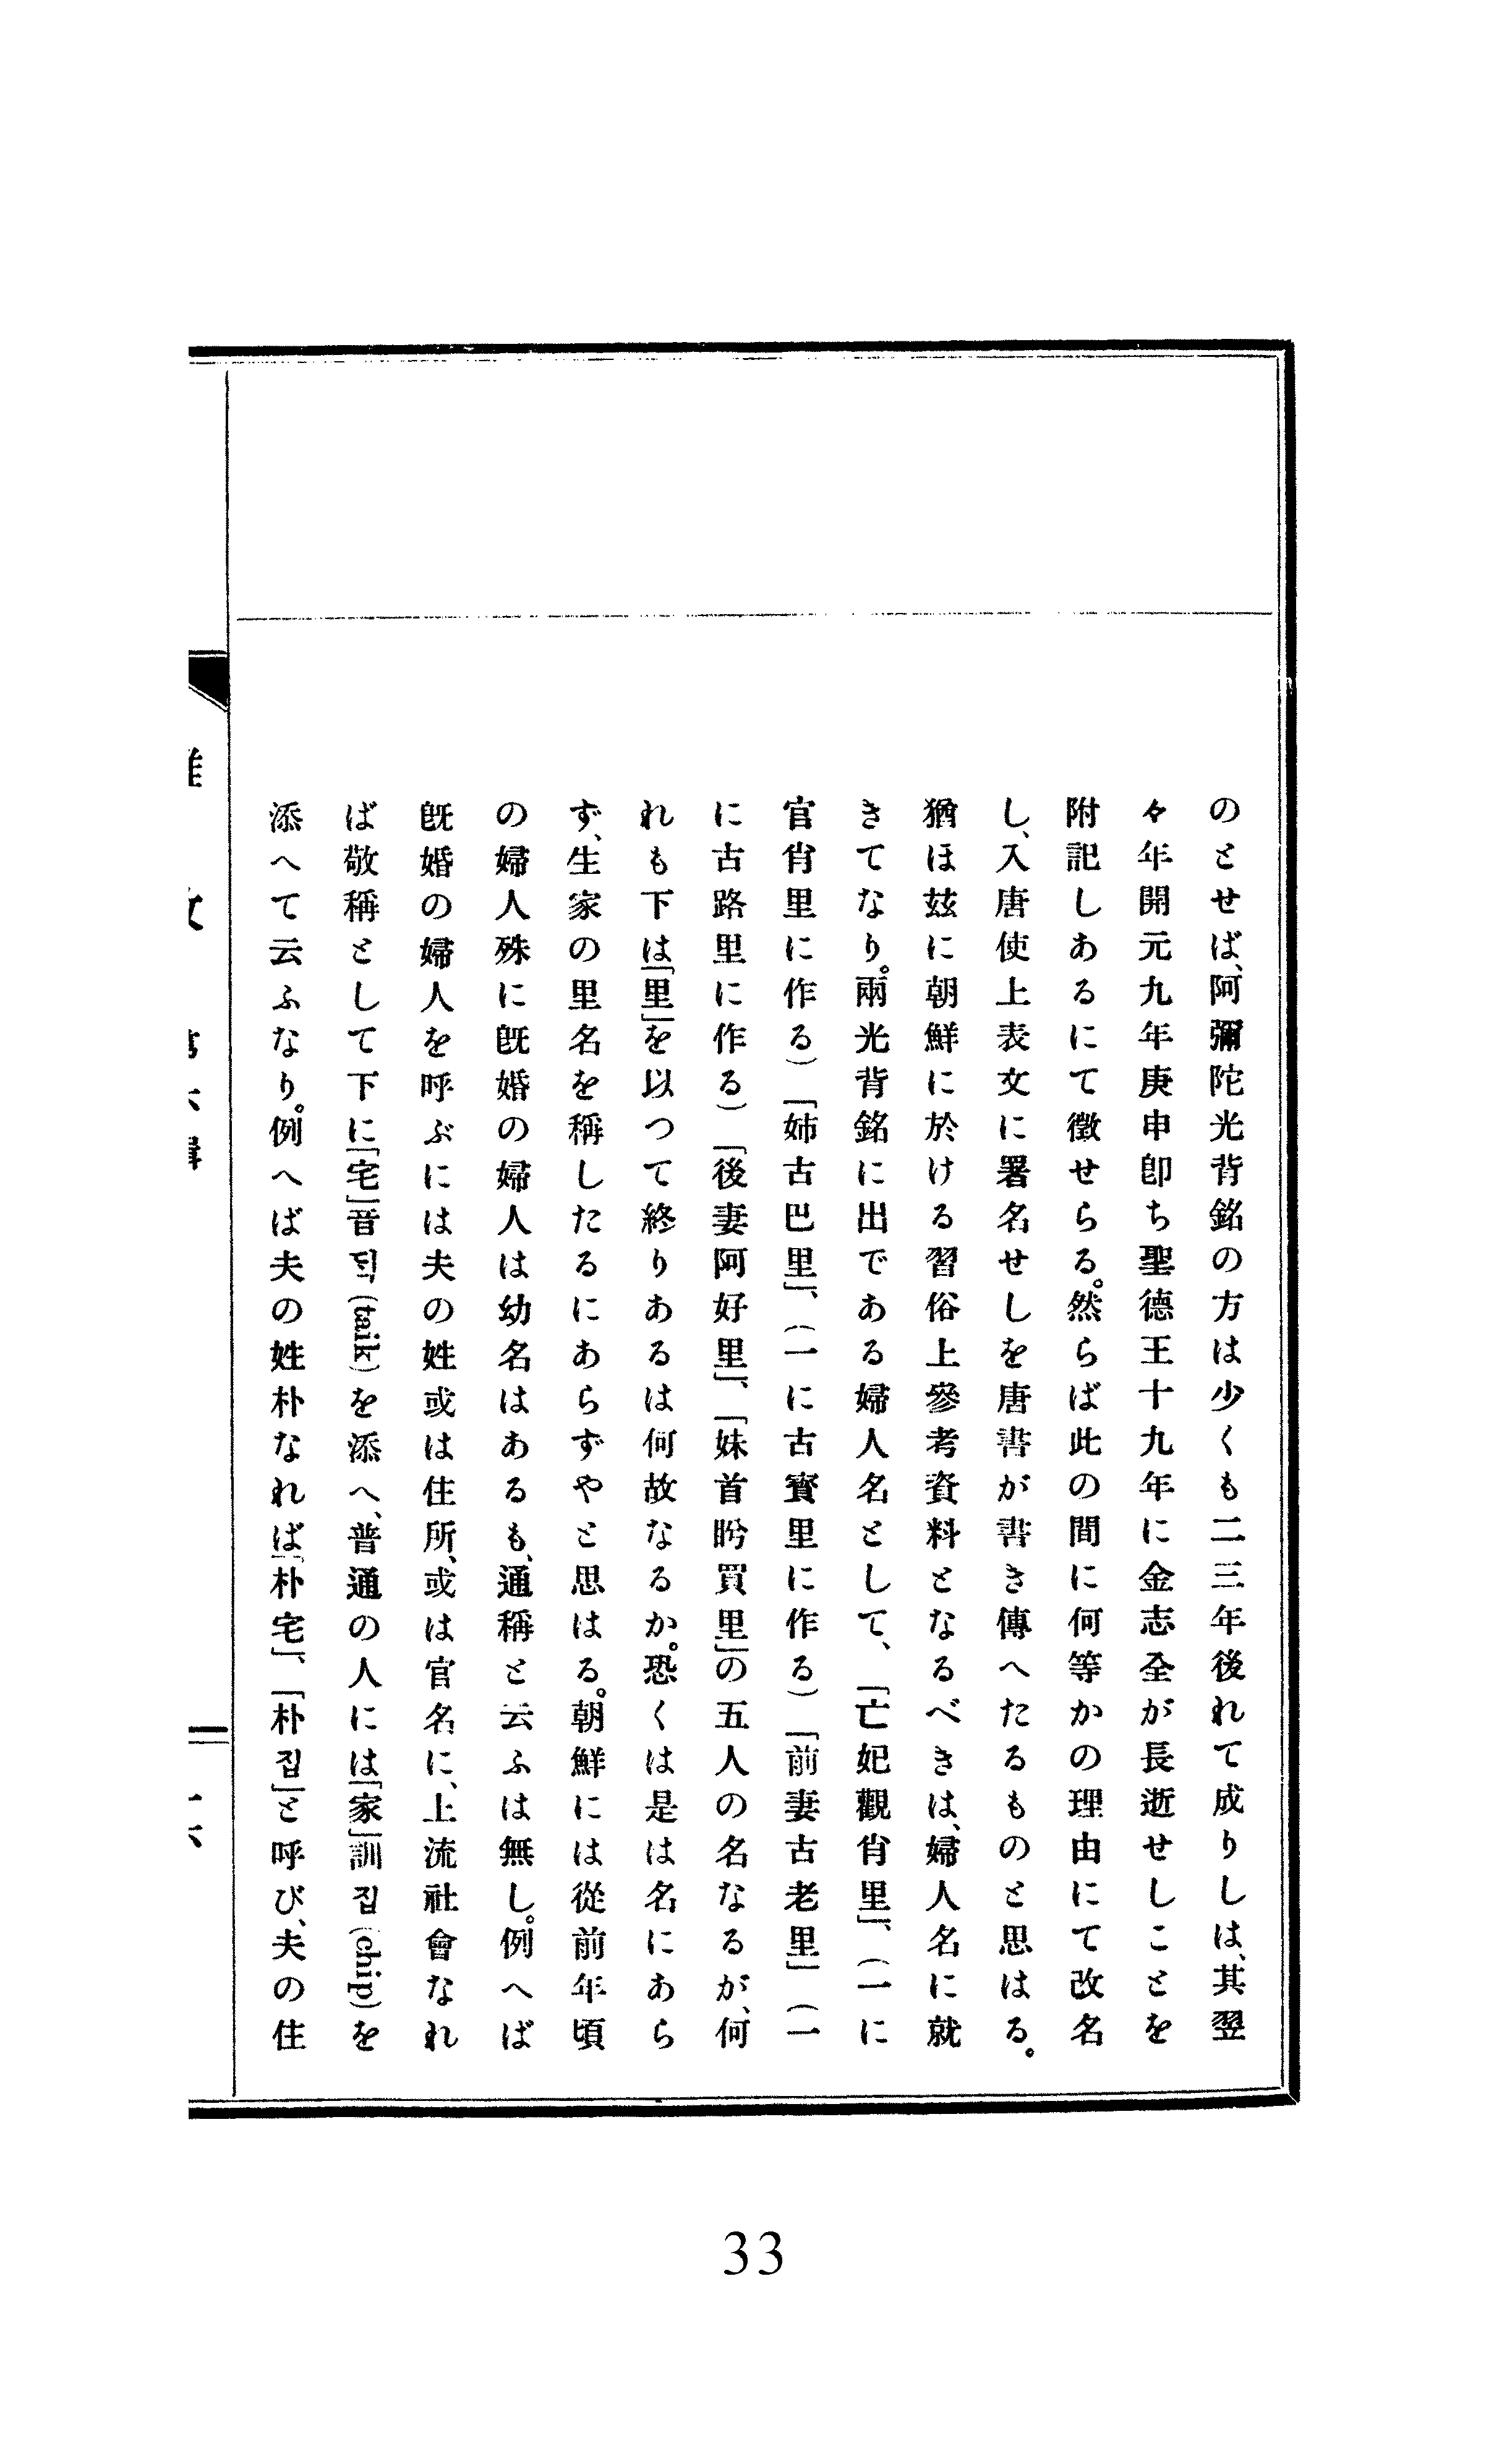 のとせば、阿彌陀光背銘の方は少くも二三年後れて成りしは、其翌
々年開元九年庚申卽ち聖德王十九年に金志全が長逝せしことを
附記しあるにて徵せらる。然らば此の間に何等かの理由にて改名
し、入唐使上表文に署名せしを唐書が書き傳へたるものと思はる。
猶ほ玆に朝鮮に於ける習俗上參考資料となるべきは、婦人名に就
きてなり。兩光背銘に出である婦人名として、「亡妃觀肖里」、(一に
官肖里に作る)「姉古巴里」、(一に古寳里に作る)「前妻古老里」(一
に古路里に作る)「後妻阿好里」、「妹首肹買里」の五人の名なるが、何
れも下は「里」を以つて終りあるは何故なるか。恐くは是は名にあら
ず、生家の里名を稱したるにあらずやと思はる。朝鮮には從前年頃
の婦人殊に旣婚の婦人は幼名はあるも、通稱と云ふは無し。例へば
旣婚の婦人を呼ぶには夫の姓或は住所、或は官名に、上流社會なれ
ば敬稱として下に「宅」音틱(taik)を添へ、普通の人には「家」訓집(chip)を
添へて云ふなり。例へば夫の姓朴なれば「朴宅」、「朴집」と呼び、夫の住
33